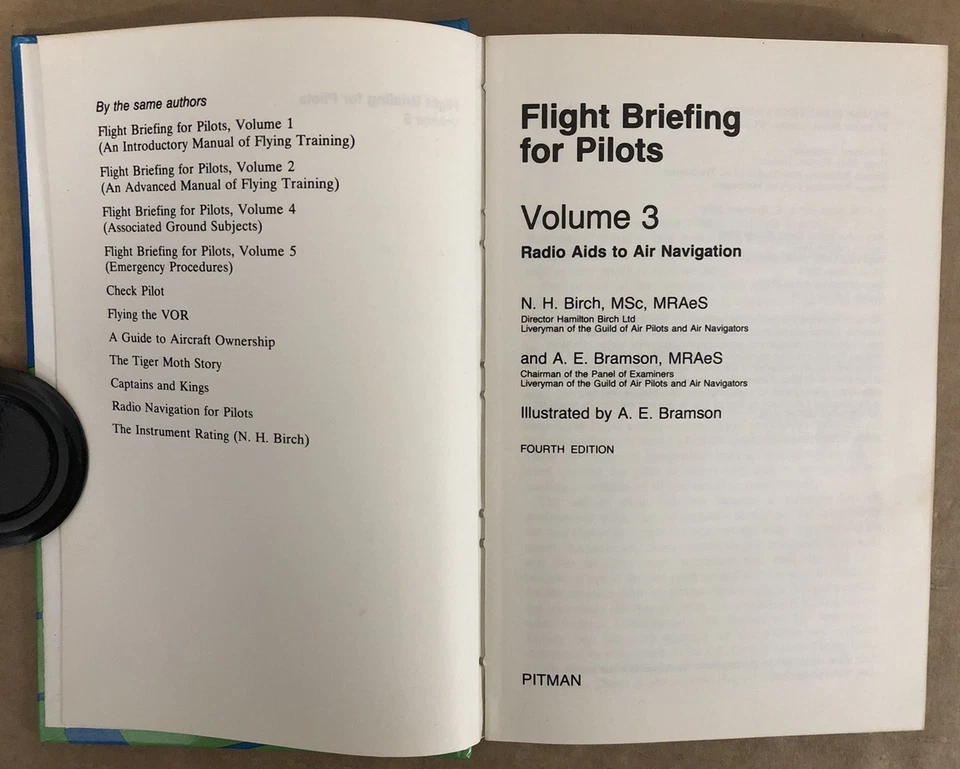 By the same authors
Flight Briefing for Pilots, Volume 1
(An Introductory Manual of Flying Training)
Flight Briefing for Pilots, Volume 2
(An Advanced Manual of Flying Training)
Flight Briefing for Pilots, Volume 4
(Associated Ground Subjects)
Flight Briefing for Pilots, Volume 5
(Emergency Procedures)
Check Pilot
Flying the VOR
A Guide to Aircraft Ownership
The Tiger Moth Story
Captains and Kings
Radio Navigation for Pilots
The Instrument Rating (N. H. Birch)
Flight Briefing
for Pilots
Volume 3
Radio Aids to Air Navigation
N. H. Birch, MSc, MRAeS
Director Hamilton Birch Ltd
Liveryman of the Guild of Air Pilots and Air Navigators
and A. E. Bramson, MRAeS
Chairman of the Panel of Examiners
Liveryman of the Guild of Air Pilots and Air Navigators
Illustrated by A. E. Bramson
FOURTH EDITION
PITMAN